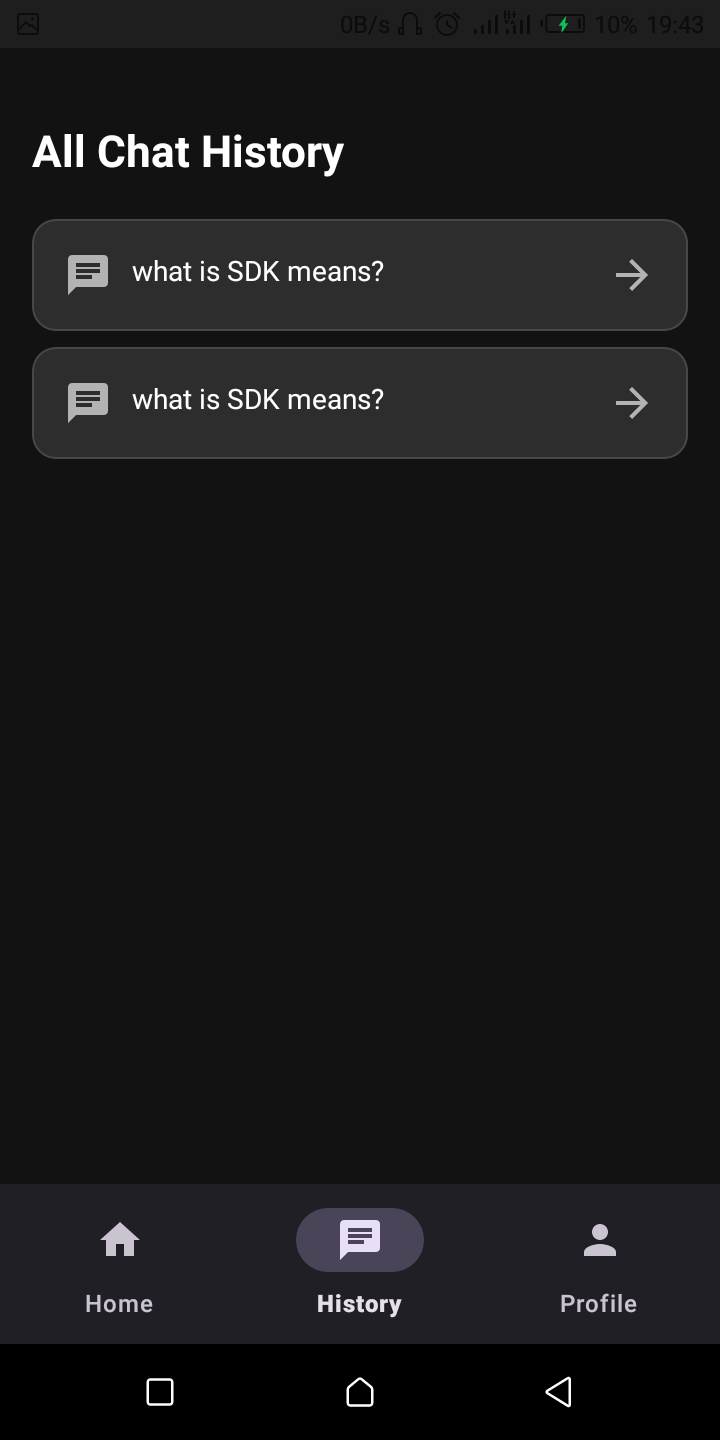 0B/s 10% 19:43
All Chat History
what is SDK means?
what is SDK means?
Home History Profile